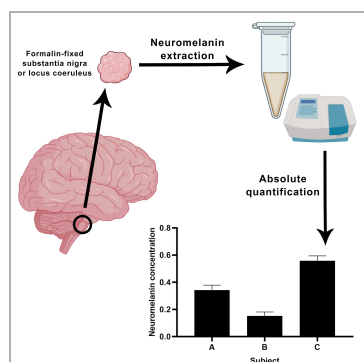 Formalin-fixed
substantia nigra
or locus coeruleus
Neuromelanin
extraction
Absolute
quantification
Neuromelanin concentration
0.8
0.6
0.4
0.2
0.0
A B C
Subject